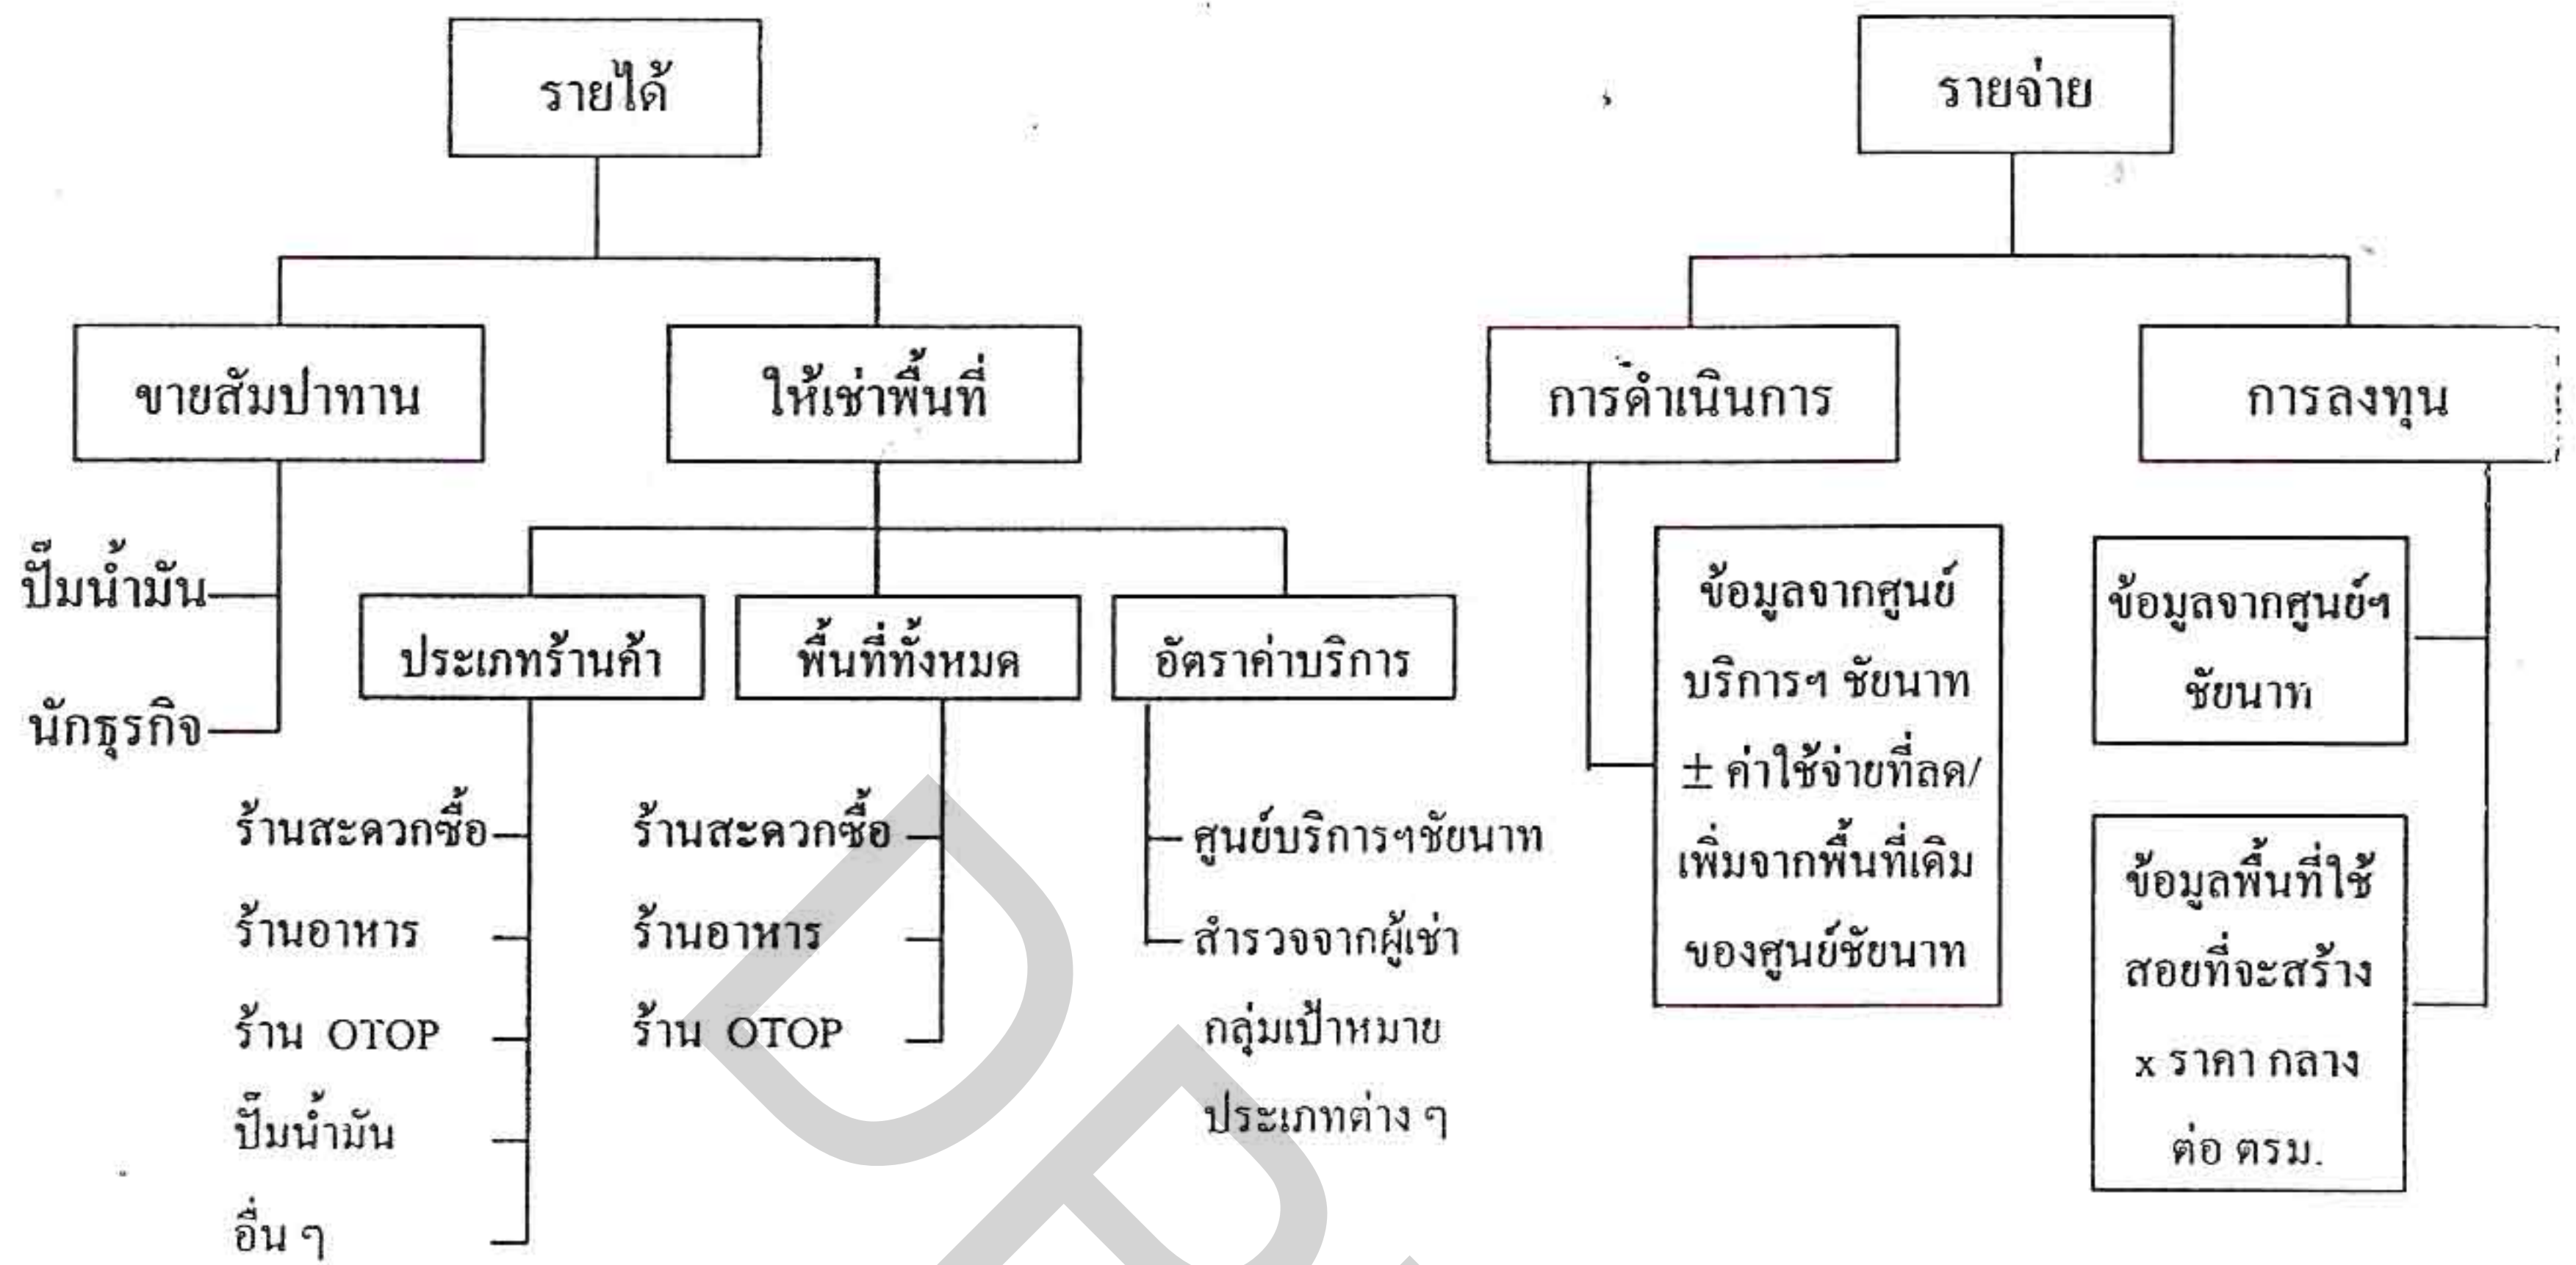 รายได้
ขายสัมปาทาน
ปั๊มน้ำมัน
นักธุรกิจ
ให้เช่าพื้นที่
ประเภทร้านค้า
ร้านสะดวกซื้อ
ร้านอาหาร
ร้าน OTOP
ปั๊มน้ำมัน
อื่น ๆ
พื้นที่ทั้งหมด
ร้านสะดวกซื้อ
ร้านอาหาร
ร้าน OTOP
อัตราค่าบริการ
ศูนย์บริการฯชัยนาท
สำรวจจากผู้เช่า
กลุ่มเป้าหมาย
ประเภทต่าง ๆ
รายจ่าย
การดำเนินการ
ข้อมูลจากศูนย์
บริการฯ ชัยนาท
± ค่าใช้จ่ายที่ลด/
เพิ่มจากพื้นที่เดิม
ของศูนย์ชัยนาท
การลงทุน
ข้อมูลจากศูนย์ฯ
ชัยนาท
ข้อมูลพื้นที่ใช้
สอยที่จะสร้าง
x ราคา กลาง
ต่อ ตรม.